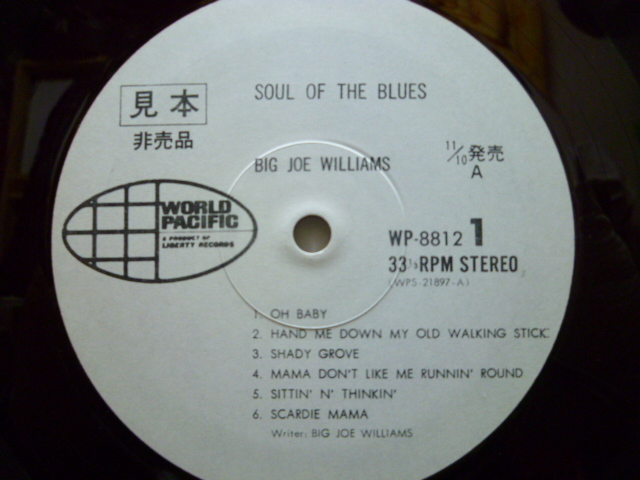 SOUL OF THE BLUES
見本
非売品
BIG JOE WILLIAMS
11/10発売
A
WORLD
PACIFIC
A PRODUCT OF
LIBERTY RECORDS
WP-8812 1
33⅓RPM STEREO
(WPS-21897-A)
1. OH BABY
2. HAND ME DOWN MY OLD WALKING STICK
3. SHADY GROVE
4. MAMA DON'T LIKE ME RUNNIN' ROUND
5. SITTIN' N' THINKIN'
6. SCARDIE MAMA
Writer: BIG JOE WILLIAMS